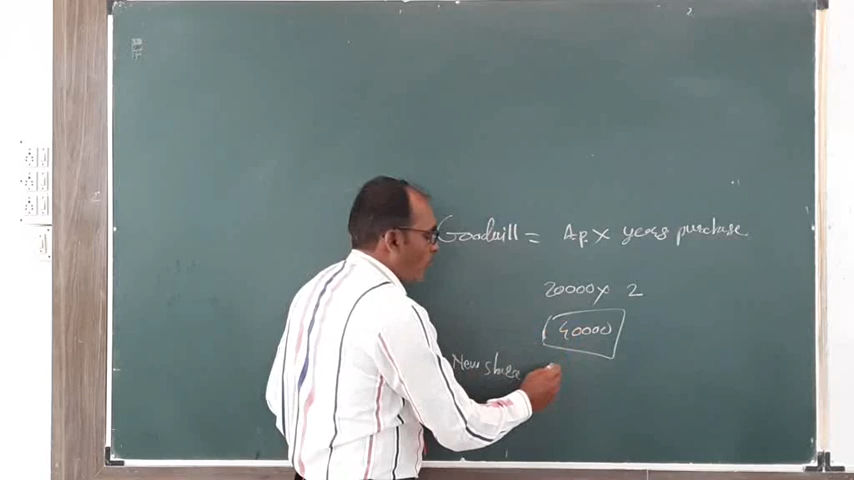 Goodwill = A.p. X years purchase
20000 x 2
40000
New share